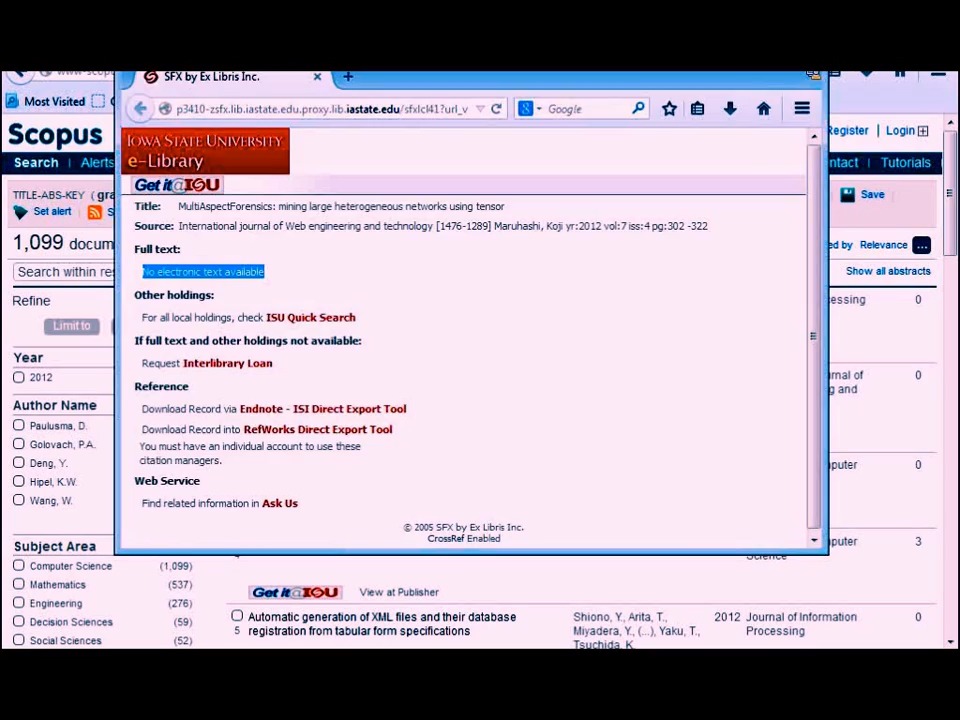 SFX by Ex Libris Inc.
Most Visited
p3410-zsfx.lib.iastate.edu.proxy.lib.iastate.edu/sfxlcl41?url_v
Google
Scopus
Register
Login
IOWA STATE UNIVERSITY
e-Library
Search
Alerts
Tutorials
Get it@ISU
TITLE-ABS-KEY
Save
Title: MultiAspectForensics: mining large heterogeneous networks using tensor
Set alert
Source: International journal of Web engineering and technology [1476-1289] Maruhashi, Koji yr:2012 vol:7 iss:4 pg:302 -322
1,099
Full text:
by Relevance ...
No electronic text available
Search within
Show all abstracts
Other holdings:
Refine
For all local holdings, check ISU Quick Search
0
Limit to
If full text and other holdings not available:
Year
Request Interlibrary Loan
2012
of
0
Reference
Author Name
Download Record via Endnote - ISI Direct Export Tool
Paulusma, D.
Download Record into RefWorks Direct Export Tool
Golovach, P.A.
You must have an individual account to use these
citation managers.
Deng, Y.
0
Hipel, K.W.
Web Service
Wang, W.
Find related information in Ask Us
© 2005 SFX by Ex Libris Inc.
CrossRef Enabled
3
Subject Area
Science
Computer Science (1,099)
Mathematics (537)
Get it@ISU View at Publisher
Engineering (276)
Automatic generation of XML files and their database
Shiono, Y., Arita, T.,
2012 Journal of Information
0
Decision Sciences (59)
5 registration from tabular form specifications
Miyadera, Y., (...), Yaku, T.,
Processing
Social Sciences (52)
Tsuchida, K.